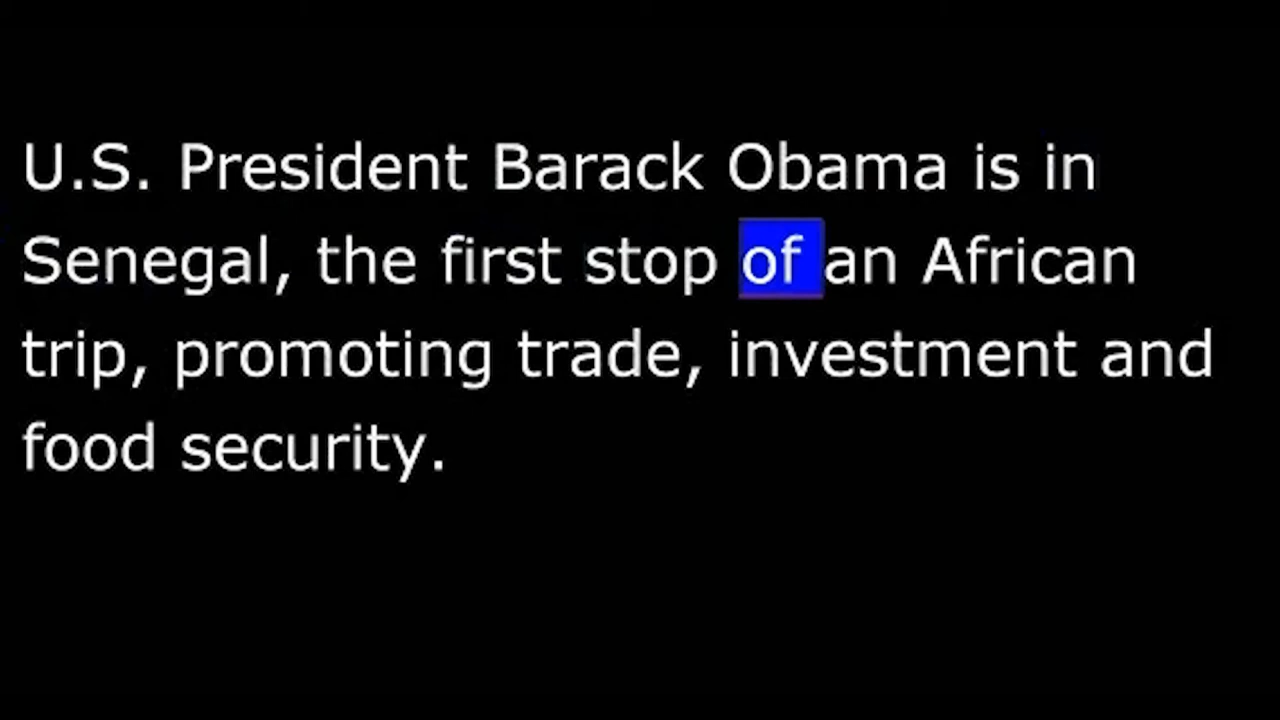 U.S. President Barack Obama is in
Senegal, the first stop of an African
trip, promoting trade, investment and
food security.